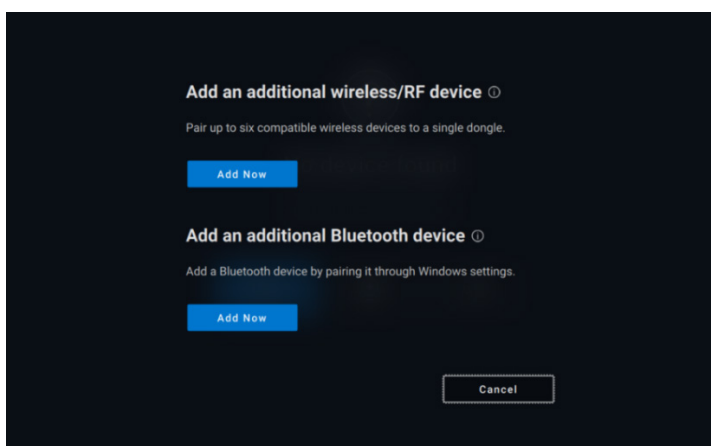 Add an additional wireless/RF device
Pair up to six compatible wireless devices to a single dongle.
Add Now
Add an additional Bluetooth device
Add a Bluetooth device by pairing it through Windows settings.
Add Now
Cancel